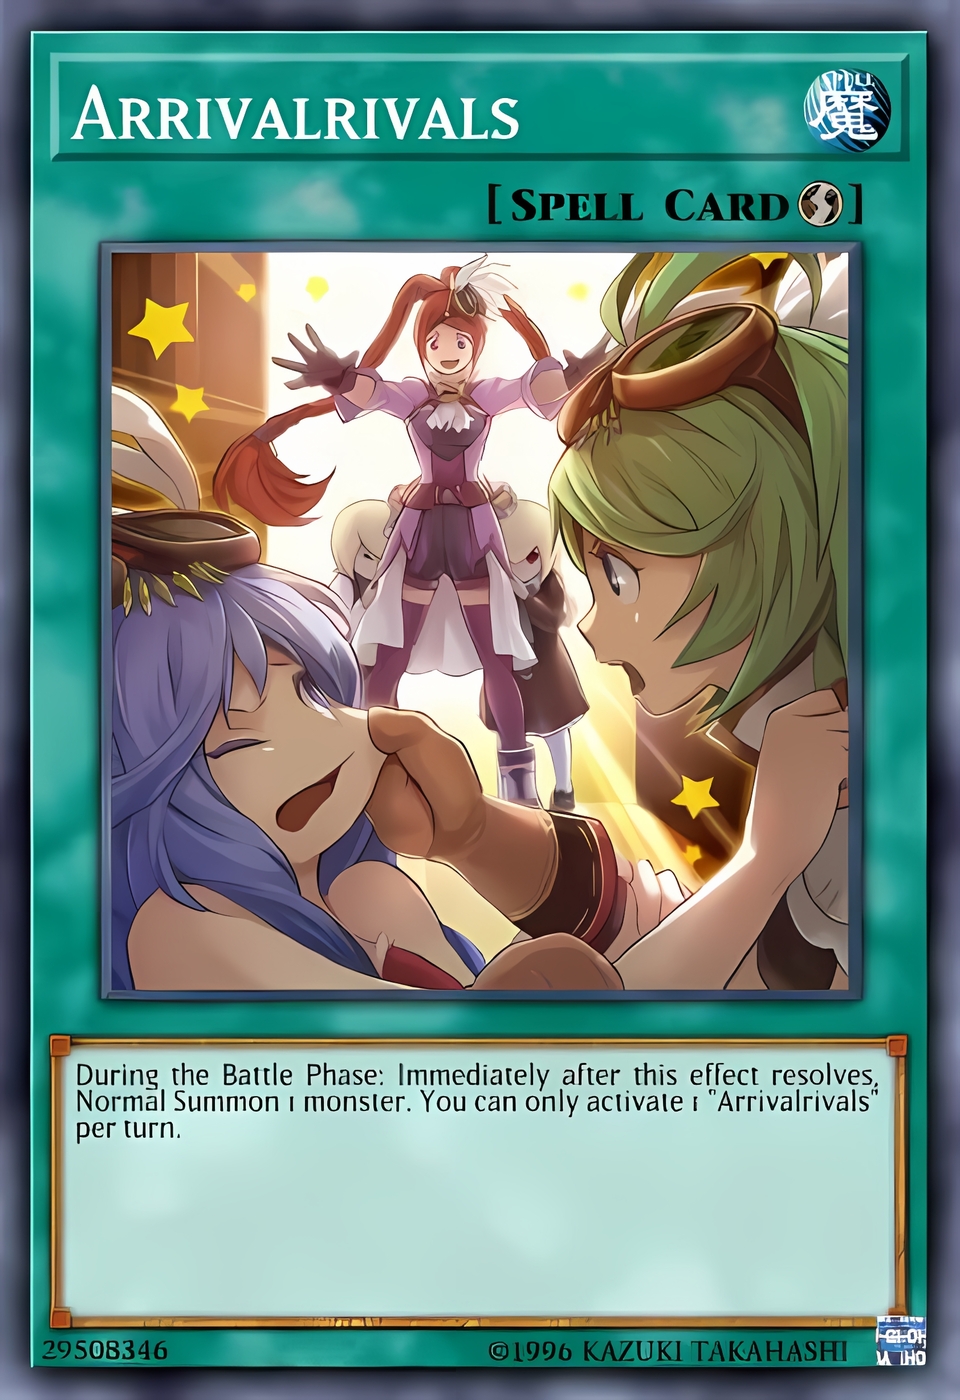 ARRIVALRIVALS
魔
[SPELL CARD]
During the Battle Phase: Immediately after this effect resolves,
Normal Summon 1 monster. You can only activate 1 "Arrivalrivals"
per turn.
29508346
©1996 KAZUKI TAKAHASHI